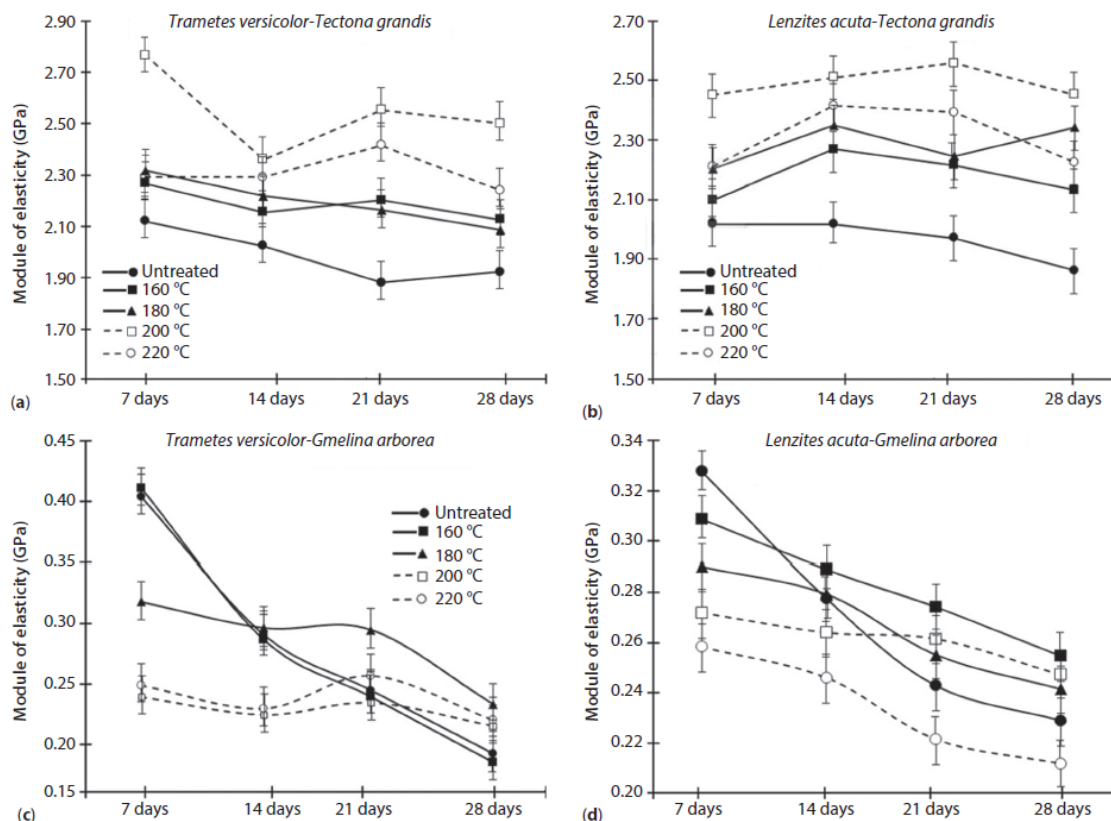 Trametes versicolor-Tectona grandis
Module of elasticity (GPa)
2.90
2.70
2.50
2.30
2.10
1.90
1.70
1.50
Untreated
160 °C
180 °C
200 °C
220 °C
(a)
7 days
14 days
21 days
28 days
Lenzites acuta-Tectona grandis
Module of elasticity (GPa)
2.70
2.50
2.30
2.10
1.90
1.70
1.50
Untreated
160 °C
180 °C
200 °C
220 °C
(b)
7 days
14 days
21 days
28 days
Trametes versicolor-Gmelina arborea
Module of elasticity (GPa)
0.45
0.40
0.35
0.30
0.25
0.20
0.15
Untreated
160 °C
180 °C
200 °C
220 °C
(c)
7 days
14 days
21 days
28 days
Lenzites acuta-Gmelina arborea
Module of elasticity (GPa)
0.34
0.32
0.30
0.28
0.26
0.24
0.22
0.20
(d)
7 days
14 days
21 days
28 days